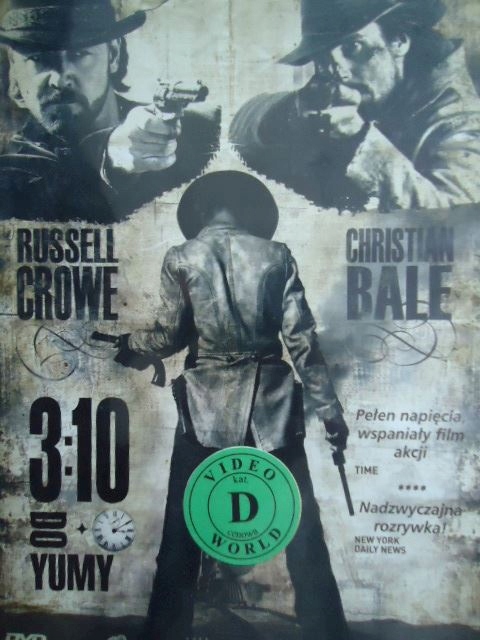 RUSSELL
CROWE
CHRISTIAN
BALE
3:10
DO
YUMY
Pełen napięcia,
wspaniały film
akcji
TIME
****
Nadzwyczajna
rozrywka!
NEW YORK
DAILY NEWS
VIDEO
kat.
D
cenowa
WORLD